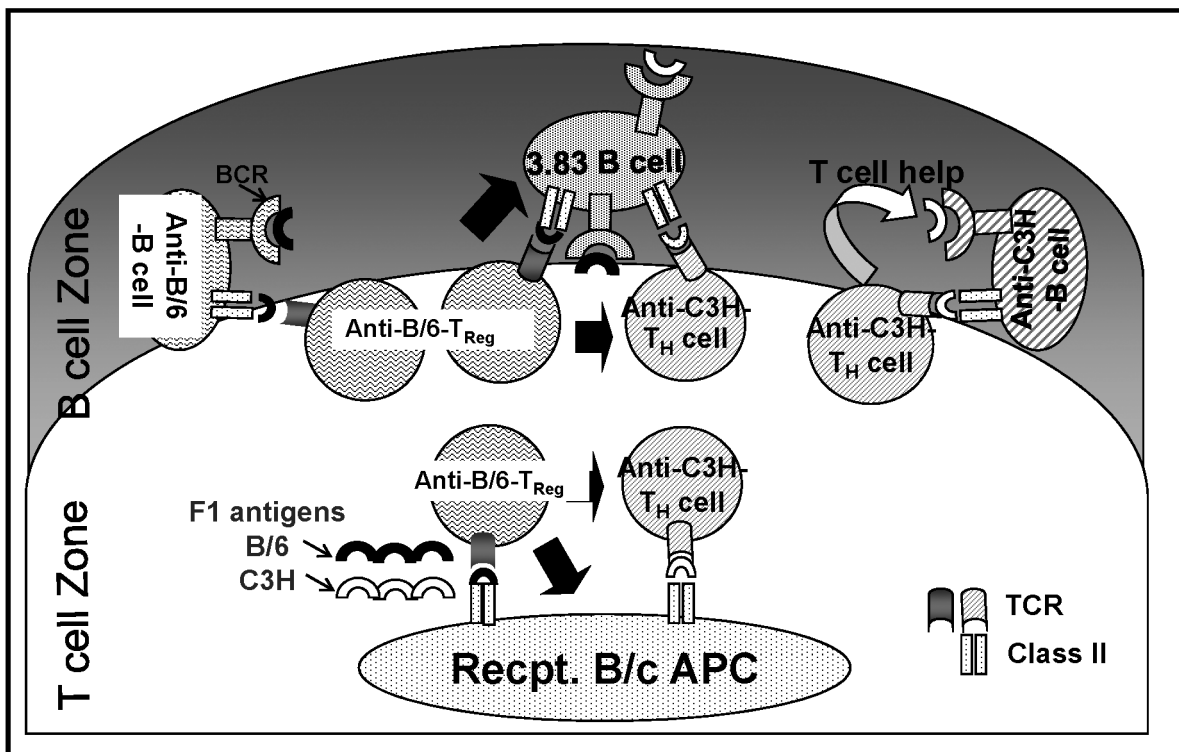 3.83 B cell
T cell help
BCR
Anti-B/6
-B cell
Anti-C3H
-B cell
B cell Zone
Anti-B/6-TReg
Anti-C3H-
TH cell
Anti-C3H-
TH cell
Anti-B/6-TReg
Anti-C3H-
TH cell
F1 antigens
B/6
C3H
T cell Zone
TCR
Class II
Recpt. B/c APC